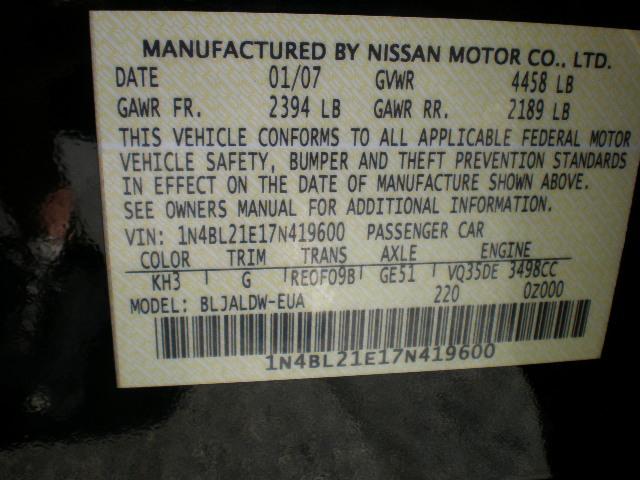 MANUFACTURED BY NISSAN MOTOR CO., LTD.
DATE 01/07 GVWR 4458 LB
GAWR FR. 2394 LB GAWR RR. 2189 LB
THIS VEHICLE CONFORMS TO ALL APPLICABLE FEDERAL MOTOR
VEHICLE SAFETY, BUMPER AND THEFT PREVENTION STANDARDS
IN EFFECT ON THE DATE OF MANUFACTURE SHOWN ABOVE.
SEE OWNERS MANUAL FOR ADDITIONAL INFORMATION.
VIN: 1N4BL21E17N419600 PASSENGER CAR
COLOR TRIM TRANS AXLE ENGINE
KH3 G RE0F09B GE51 VQ35DE 3498CC
MODEL: BLJALDW-EUA 220 0Z000
1N4BL21E17N419600